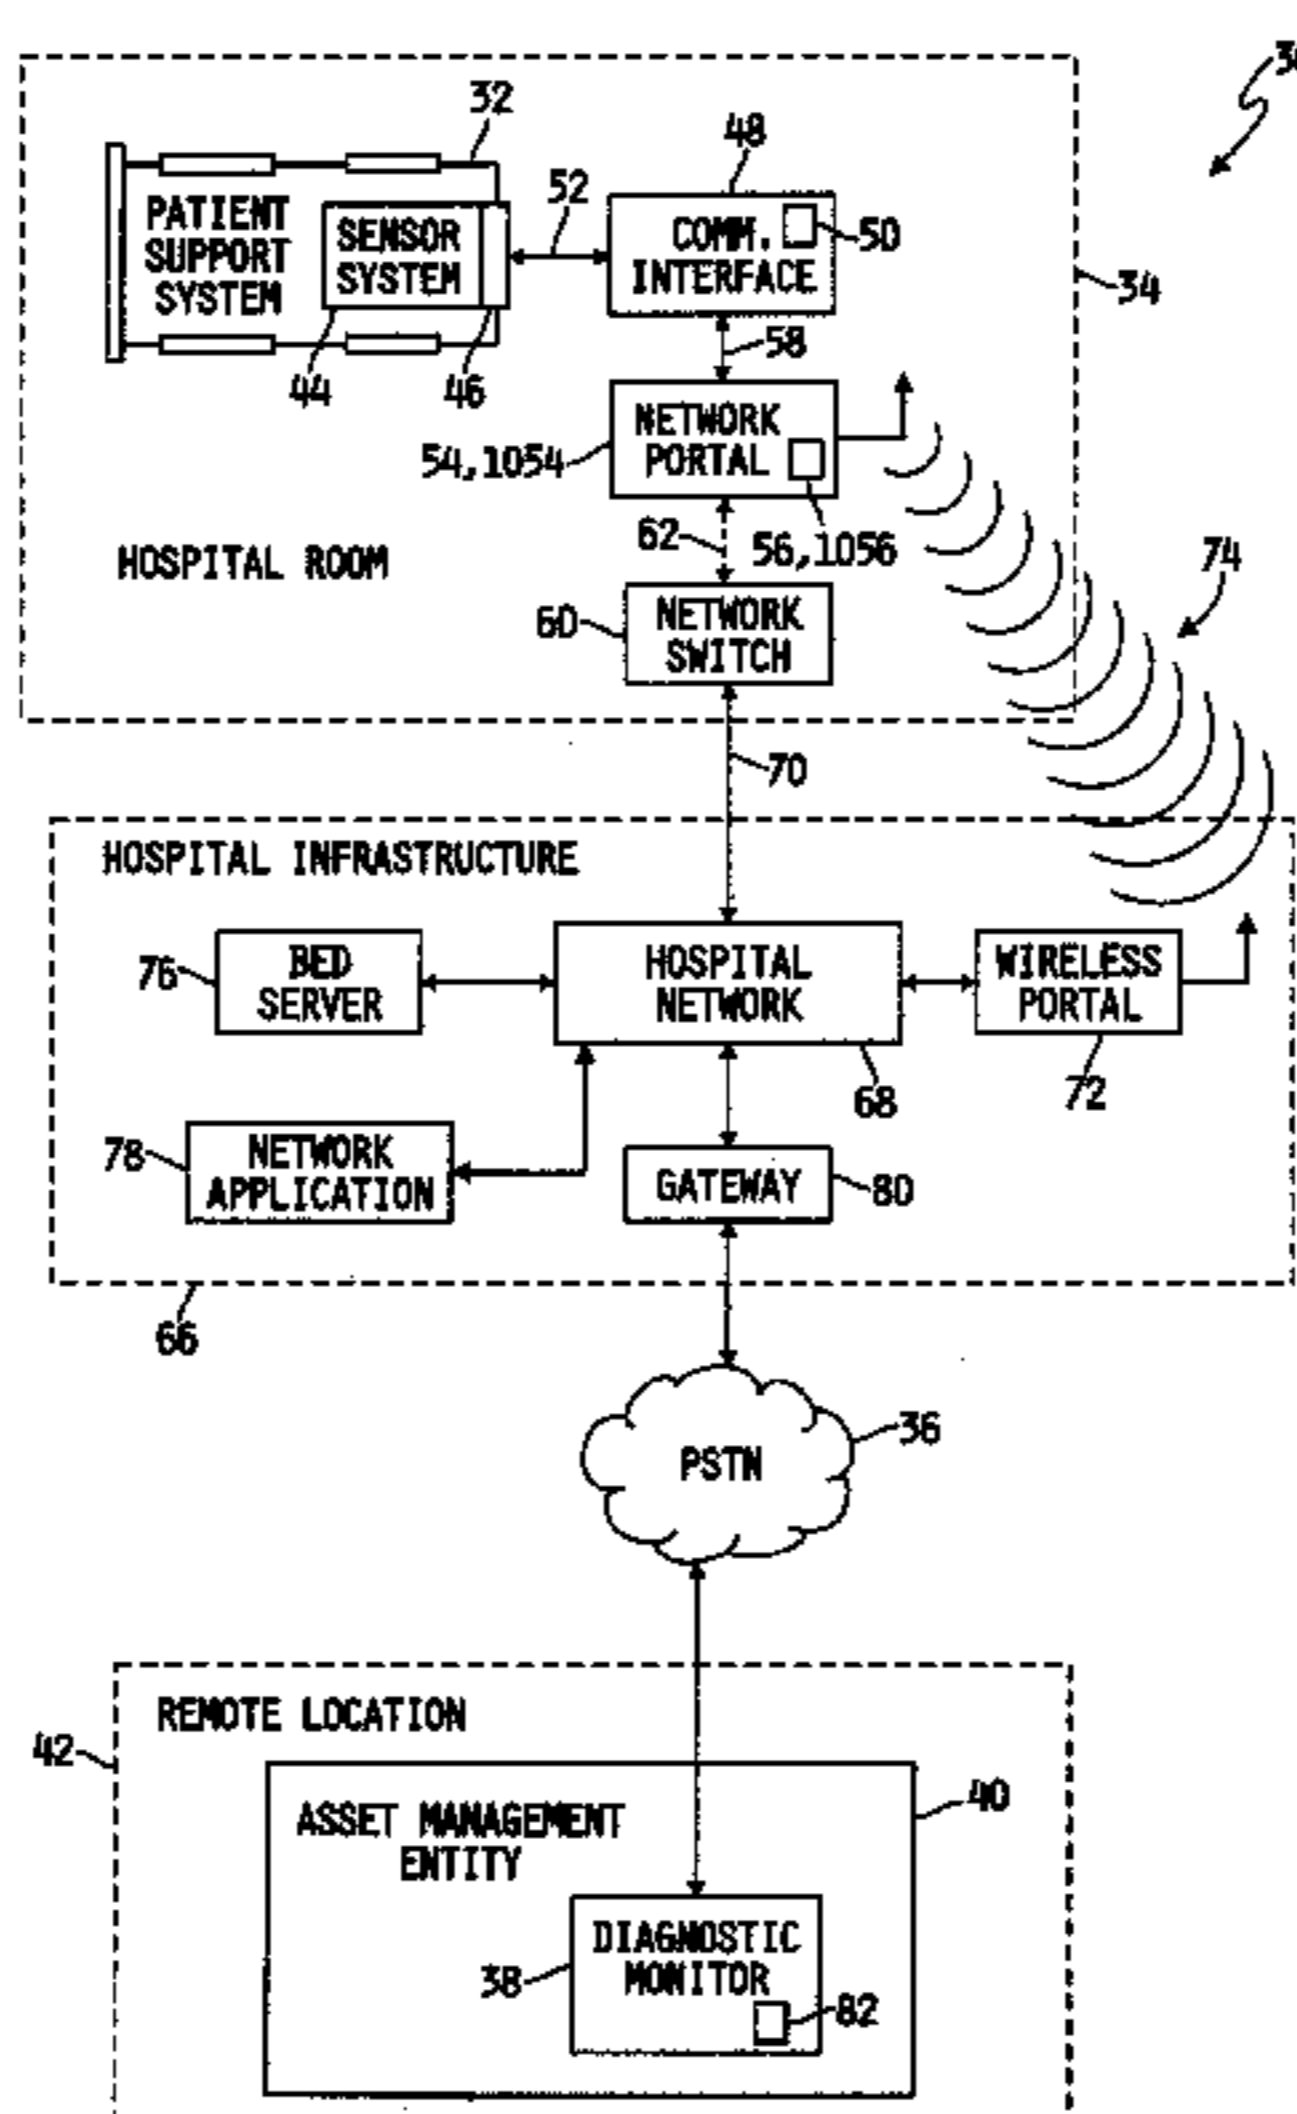 32
48
52
PATIENT
SUPPORT
SYSTEM
SENSOR
SYSTEM
COMM.
INTERFACE
50
34
44
46
58
NETWORK
PORTAL
54,1054
62
56,1056
HOSPITAL ROOM
74
60
NETWORK
SWITCH
70
HOSPITAL INFRASTRUCTURE
76
BED
SERVER
HOSPITAL
NETWORK
WIRELESS
PORTAL
68
72
78
NETWORK
APPLICATION
GATEWAY
80
66
36
PSTN
REMOTE LOCATION
42
40
ASSET MANAGEMENT
ENTITY
DIAGNOSTIC
MONITOR
38
82